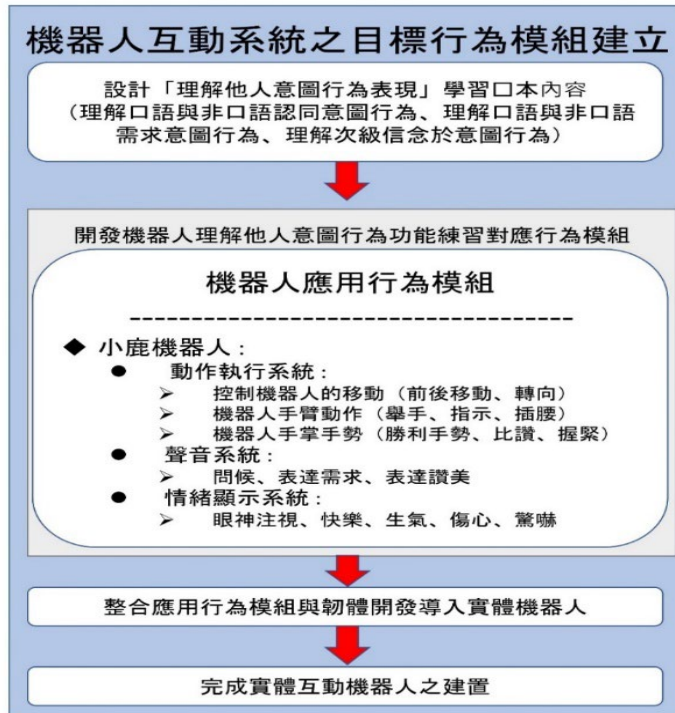 機器人互動系統之目標行為模組建立
設計「理解他人意圖行為表現」學習口本內容
(理解口語與非口語認同意圖行為、理解口語與非口語
需求意圖行為、理解次級信念於意圖行為)
開發機器人理解他人意圖行為功能練習對應行為模組
機器人應用行為模組
------------------------------------
◆ 小鹿機器人:
● 動作執行系統:
➢ 控制機器人的移動 (前後移動、轉向)
➢ 機器人手臂動作 (舉手、指示、插腰)
➢ 機器人手掌手勢 (勝利手勢、比讚、握緊)
● 聲音系統:
➢ 問候、表達需求、表達讚美
● 情緒顯示系統:
➢ 眼神注視、快樂、生氣、傷心、驚嚇
整合應用行為模組與韌體開發導入實體機器人
完成實體互動機器人之建置